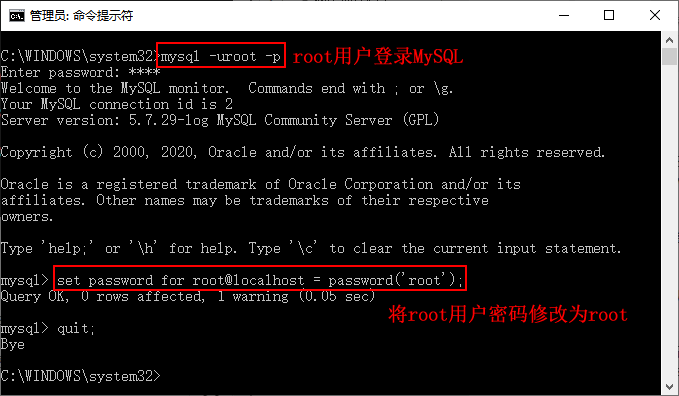 管理员: 命令提示符
C:\WINDOWS\system32>mysql -uroot -p root用户登录MySQL
Enter password: ****
Welcome to the MySQL monitor.  Commands end with ; or \g.
Your MySQL connection id is 2
Server version: 5.7.29-log MySQL Community Server (GPL)
Copyright (c) 2000, 2020, Oracle and/or its affiliates. All rights reserved.
Oracle is a registered trademark of Oracle Corporation and/or its
affiliates. Other names may be trademarks of their respective
owners.
Type 'help;' or '\h' for help. Type '\c' to clear the current input statement.
mysql> set password for root@localhost = password('root');
Query OK, 0 rows affected, 1 warning (0.05 sec)
将root用户密码修改为root
mysql> quit;
Bye
C:\WINDOWS\system32>